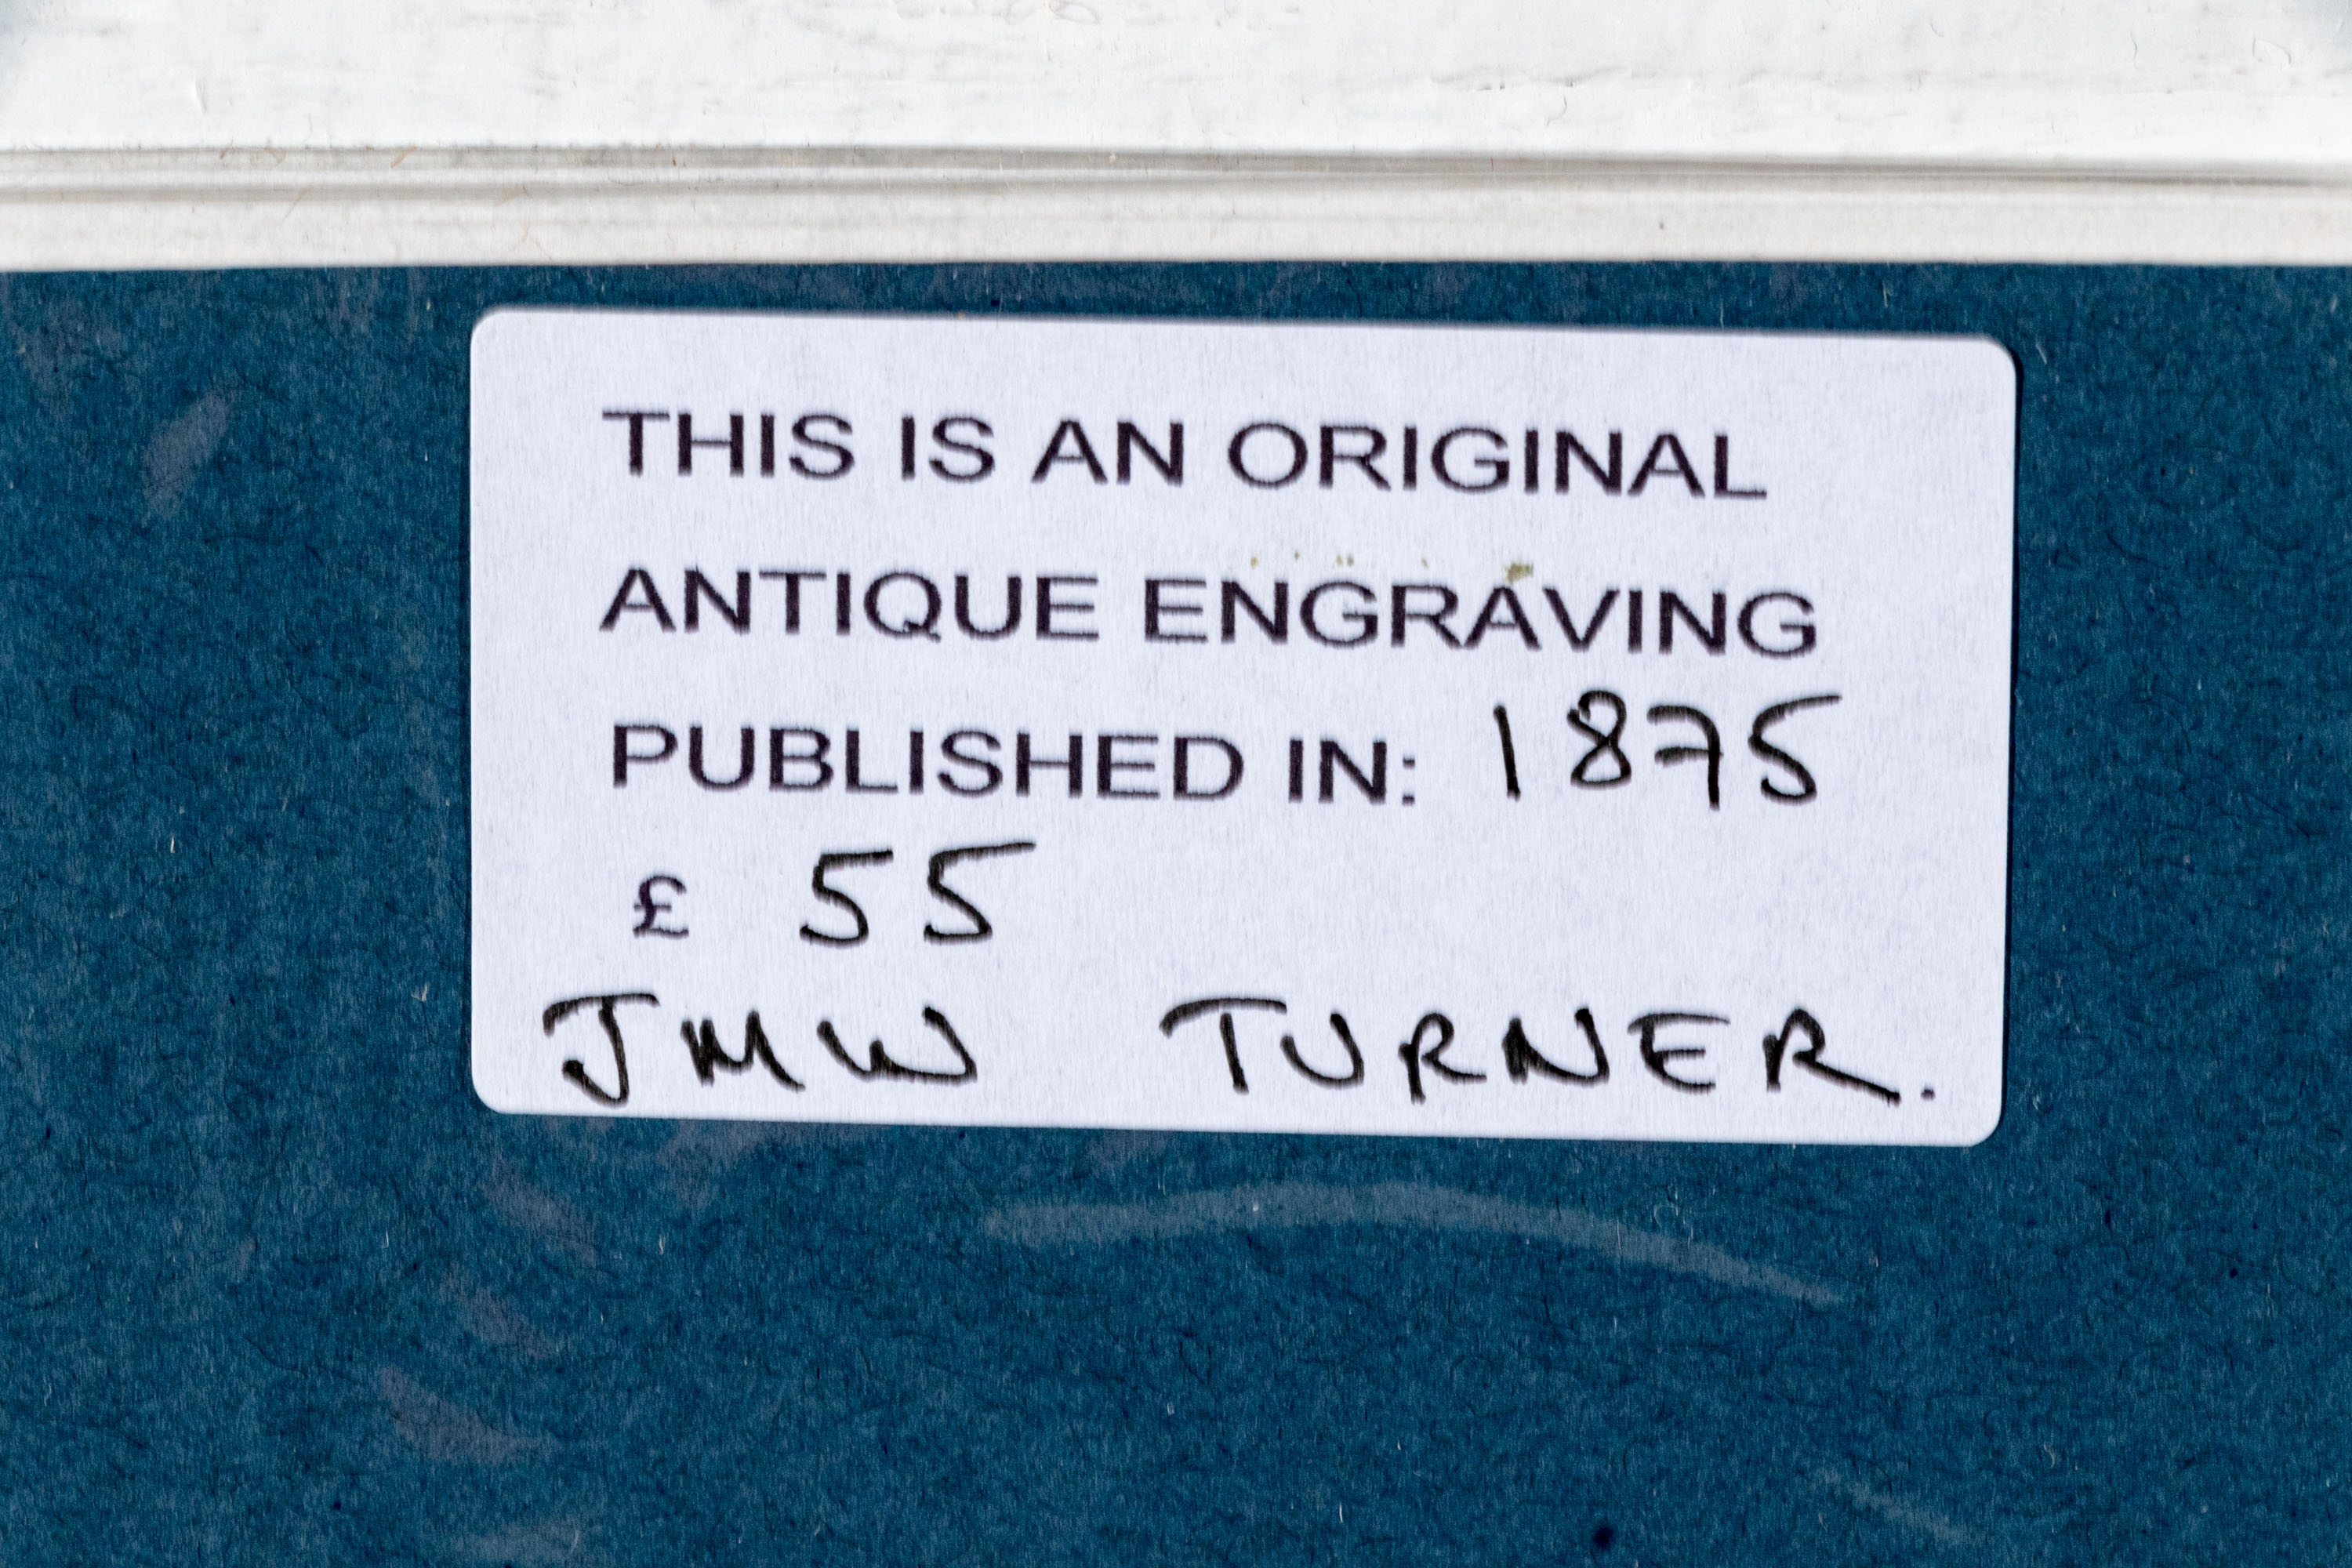 THIS IS AN ORIGINAL
ANTIQUE ENGRAVING
PUBLISHED IN: 1875
£ 55
JMW TURNER.